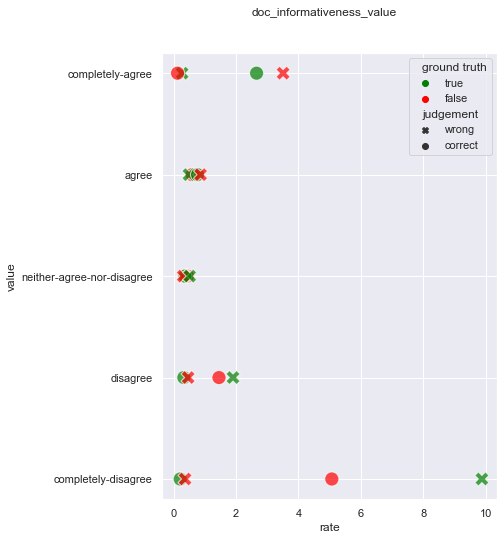 doc_informativeness_value
ground truth
true
false
judgement
wrong
correct
completely-agree
agree
neither-agree-nor-disagree
disagree
completely-disagree
value
0 2 4 6 8 10
rate